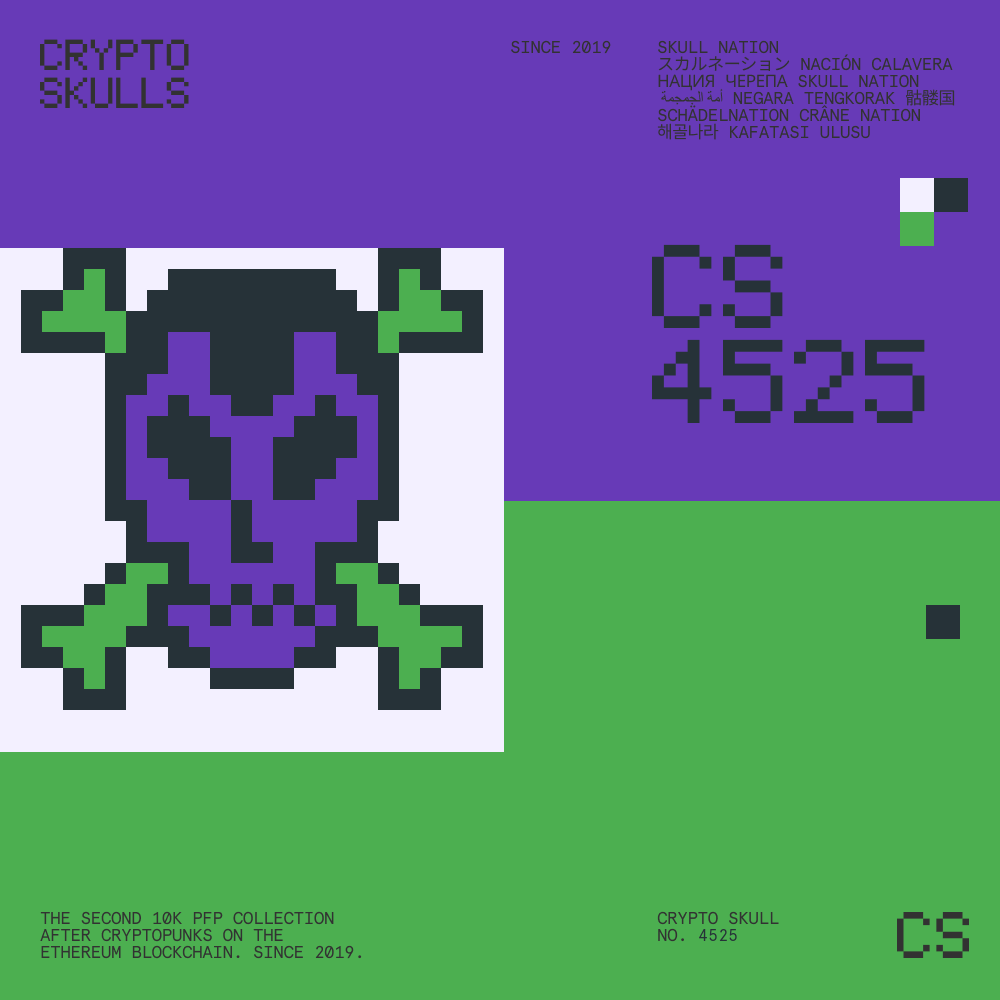 CRYPTO
SKULLS
SINCE 2019
SKULL NATION
スカルネーション NACIÓN CALAVERA
НАЦИЯ ЧЕРЕПА SKULL NATION
أمة الجمجمة NEGARA TENGKORAK 骷髅国
SCHÄDELNATION CRÂNE NATION
해골나라 KAFATASI ULUSU
CS
4525
THE SECOND 10K PFP COLLECTION
AFTER CRYPTOPUNKS ON THE
ETHEREUM BLOCKCHAIN. SINCE 2019.
CRYPTO SKULL
NO. 4525
CS